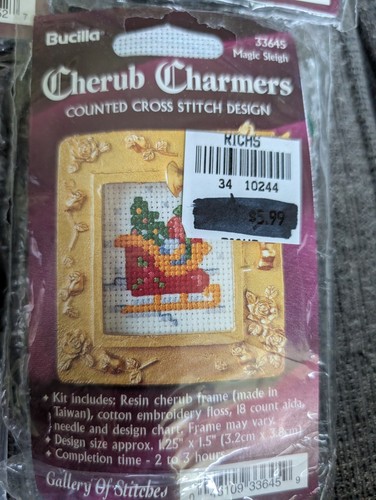 Bucilla
33645
Magic Sleigh
Cherub Charmers
COUNTED CROSS STITCH DESIGN
RICHS
34 10244
$5.99
• Kit includes: Resin cherub frame (made in
Taiwan), cotton embroidery floss, 18 count aida,
needle and design chart. Frame may vary.
• Design size approx. 1.25" x 1.5" (3.2cm x 3.8cm)
• Completion time - 2 to 3 hours
Gallery Of Stitches
33645 9